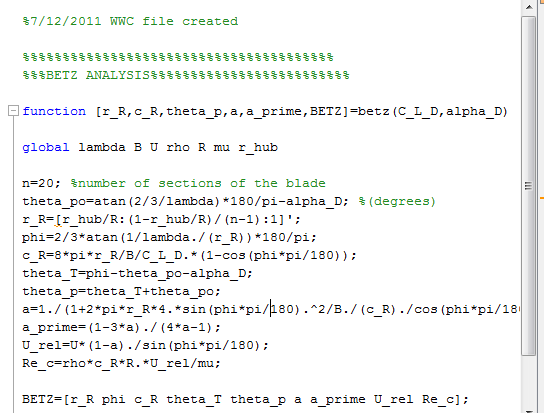 %7/12/2011 WWC file created
%%%%%%%%%%%%%%%%%%%%%%%%%%%%%%%%%%%%%%%
%%%BETZ ANALYSIS%%%%%%%%%%%%%%%%%%%%%%%%%
function [r_R,c_R,theta_p,a,a_prime,BETZ]=betz(C_L_D,alpha_D)
global lambda B U rho R mu r_hub
n=20; %number of sections of the blade
theta_po=atan(2/3/lambda)*180/pi-alpha_D; %(degrees)
r_R=[r_hub/R:(1-r_hub/R)/(n-1):1]';
phi=2/3*atan(1/lambda./(r_R))*180/pi;
c_R=8*pi*r_R/B/C_L_D.*(1-cos(phi*pi/180));
theta_T=phi-theta_po-alpha_D;
theta_p=theta_T+theta_po;
a=1./(1+2*pi*r_R*4.*sin(phi*pi/180).^2/B./(c_R)./cos(phi*pi/18
a_prime=(1-3*a)./(4*a-1);
U_rel=U*(1-a)./sin(phi*pi/180);
Re_c=rho*c_R*R.*U_rel/mu;
BETZ=[r_R phi c_R theta_T theta_p a a_prime U_rel Re_c];